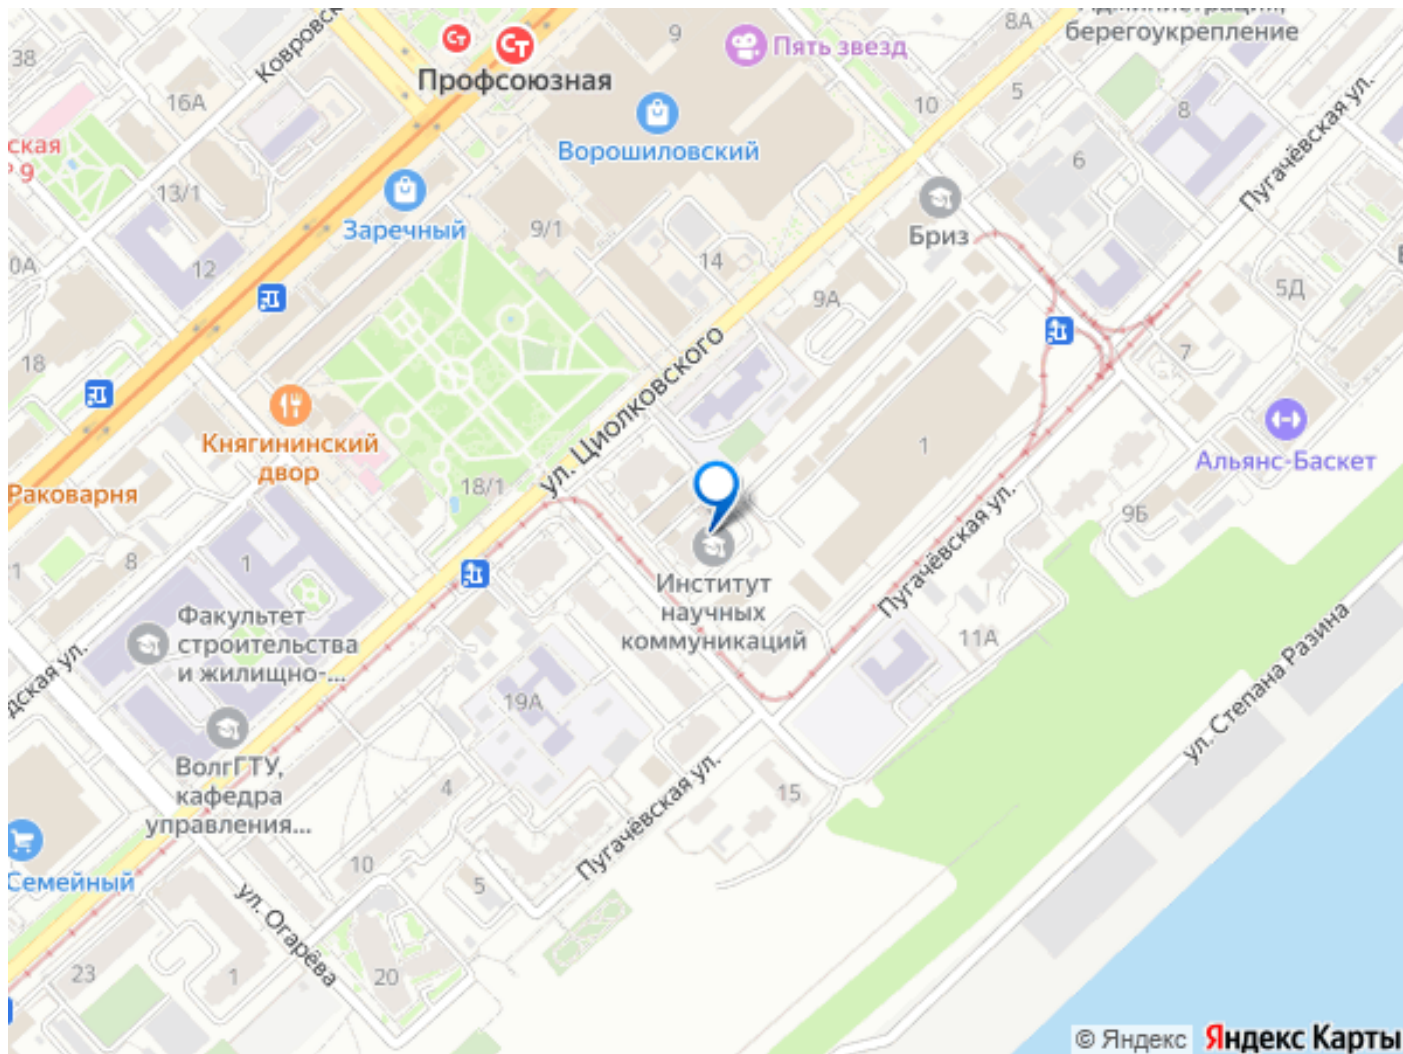 Ковровск
8А
Администрация,
берегоукрепление
38
9
Пять звезд
Профсоюзная
16А
10
5
8
Пугачёвская ул.
ская
9
Ворошиловский
6
13/1
Заречный
9/1
Бриз
0А
12
14
9А
5Д
18
ул. Циолковского
7
Княгининский
двор
1
Альянс-Баскет
Раковарня
18/1
Пугачёвская ул.
9Б
1
8
1
Институт
научных
коммуникаций
Факультет
строительства
и жилищно-...
11А
ул. Степана Разина
дская ул.
19А
ВолгГТУ,
кафедра
управления...
4
15
Пугачёвская ул.
Семейный
10
5
ул. Огарёва
23
1
20
© Яндекс Яндекс Карты